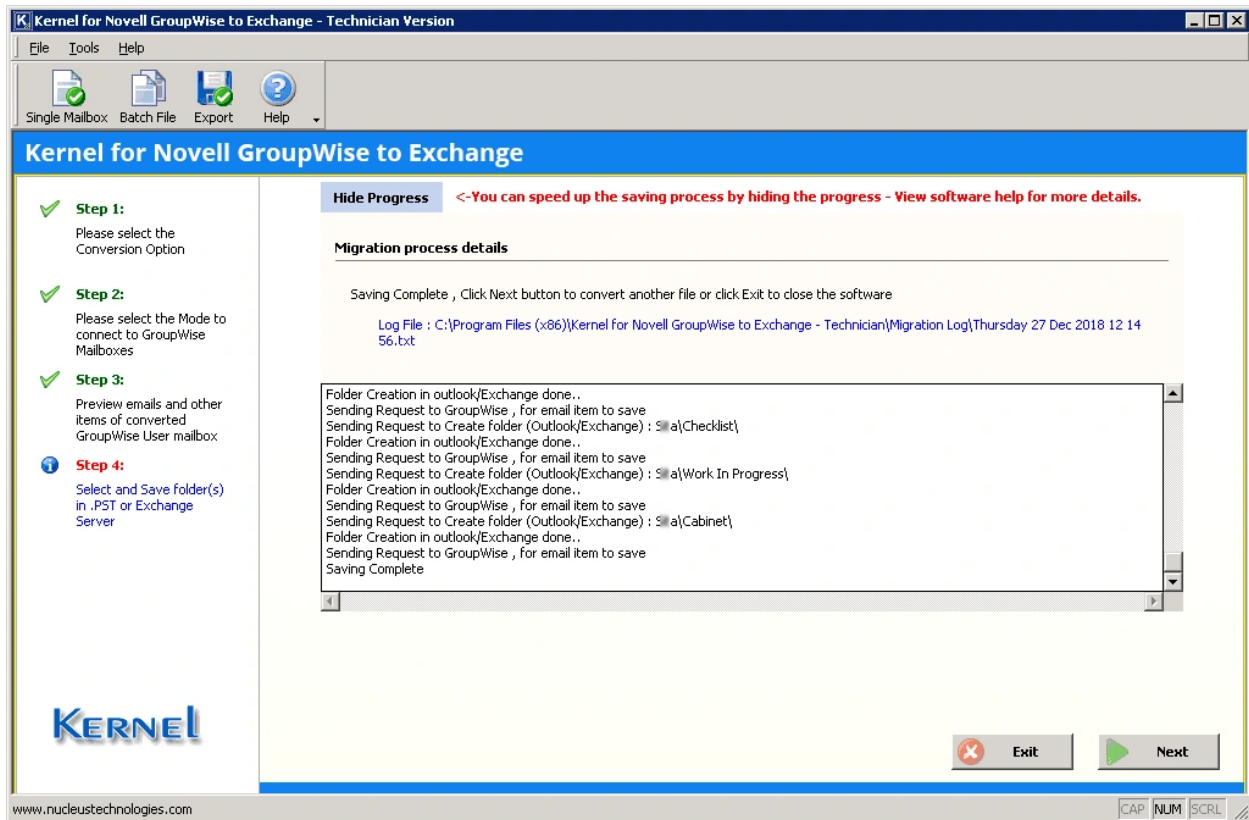 Kernel for Novell GroupWise to Exchange - Technician Version
File Tools Help
Single Mailbox Batch File Export Help
Kernel for Novell GroupWise to Exchange
Step 1:
Please select the
Conversion Option
Step 2:
Please select the Mode to
connect to GroupWise
Mailboxes
Step 3:
Preview emails and other
items of converted
GroupWise User mailbox
Step 4:
Select and Save folder(s)
in .PST or Exchange
Server
KERNEL
Hide Progress <-You can speed up the saving process by hiding the progress - View software help for more details.
Migration process details
Saving Complete , Click Next button to convert another file or click Exit to close the software
Log File : C:\Program Files (x86)\Kernel for Novell GroupWise to Exchange - Technician\Migration Log\Thursday 27 Dec 2018 12 14
56.txt
Folder Creation in outlook/Exchange done..
Sending Request to GroupWise , for email item to save
Sending Request to Create folder (Outlook/Exchange) : \Checklist\
Folder Creation in outlook/Exchange done..
Sending Request to GroupWise , for email item to save
Sending Request to Create folder (Outlook/Exchange) : \Work In Progress\
Folder Creation in outlook/Exchange done..
Sending Request to GroupWise , for email item to save
Sending Request to Create folder (Outlook/Exchange) : \Cabinet\
Folder Creation in outlook/Exchange done..
Sending Request to GroupWise , for email item to save
Saving Complete
Exit Next
www.nucleustechnologies.com CAP NUM SCRL